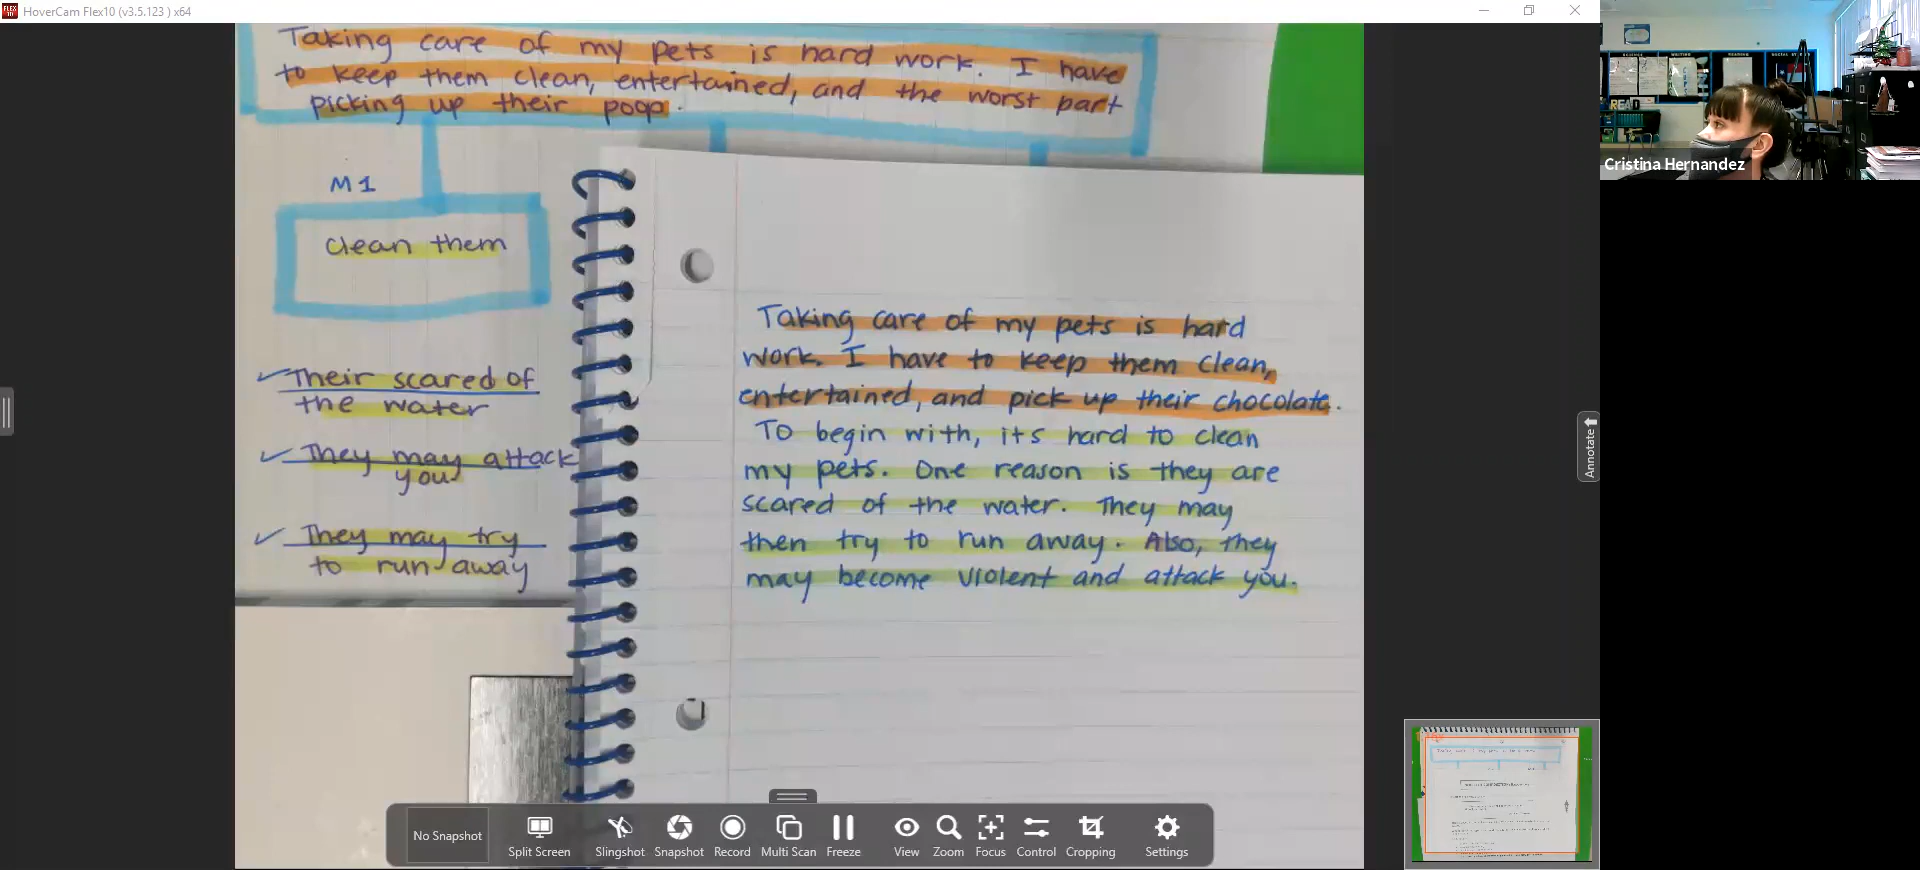 HoverCam Flex10 (v3.5.123) x64
Taking care of my pets is hard work. I have
to keep them clean, entertained, and the worst part
picking up their poop.
M1
clean them
Their scared of
the water
They may attack
you
They may try
to run away
Taking care of my pets is hard
work. I have to keep them clean,
entertained, and pick up their chocolate.
To begin with, its hard to clean
my pets. One reason is they are
scared of the water. They may
then try to run away. Also, they
may become violent and attack you.
READ
Cristina Hernandez
Annotate
No Snapshot
Split Screen
Slingshot
Snapshot
Record
Multi Scan
Freeze
View
Zoom
Focus
Control
Cropping
Settings